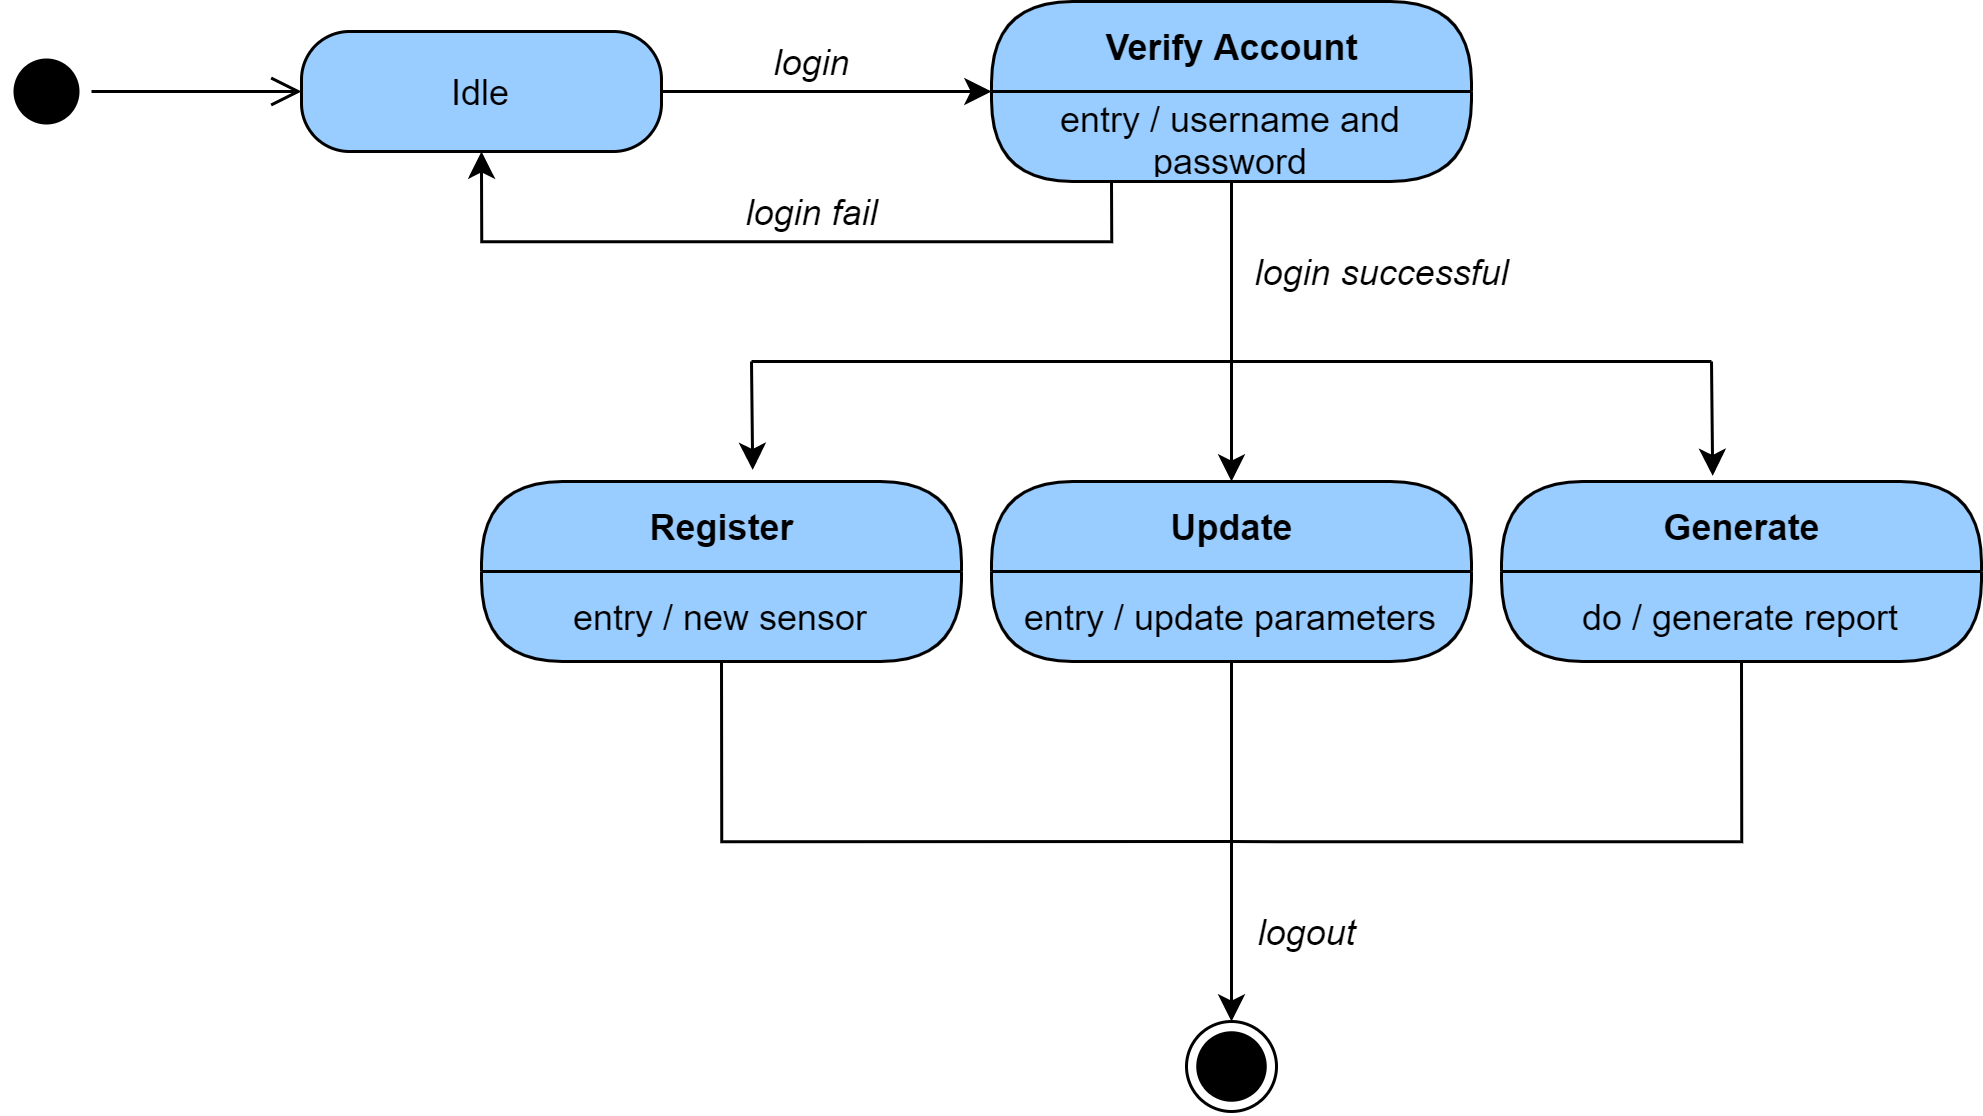 Idle
login
Verify Account
entry / username and
password
login fail
login successful
Register
entry / new sensor
Update
entry / update parameters
Generate
do / generate report
logout